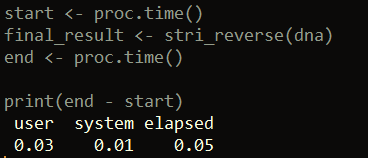 start <- proc.time()
final_result <- stri_reverse(dna)
end <- proc.time()
print(end - start)
user system elapsed
0.03 0.01 0.05